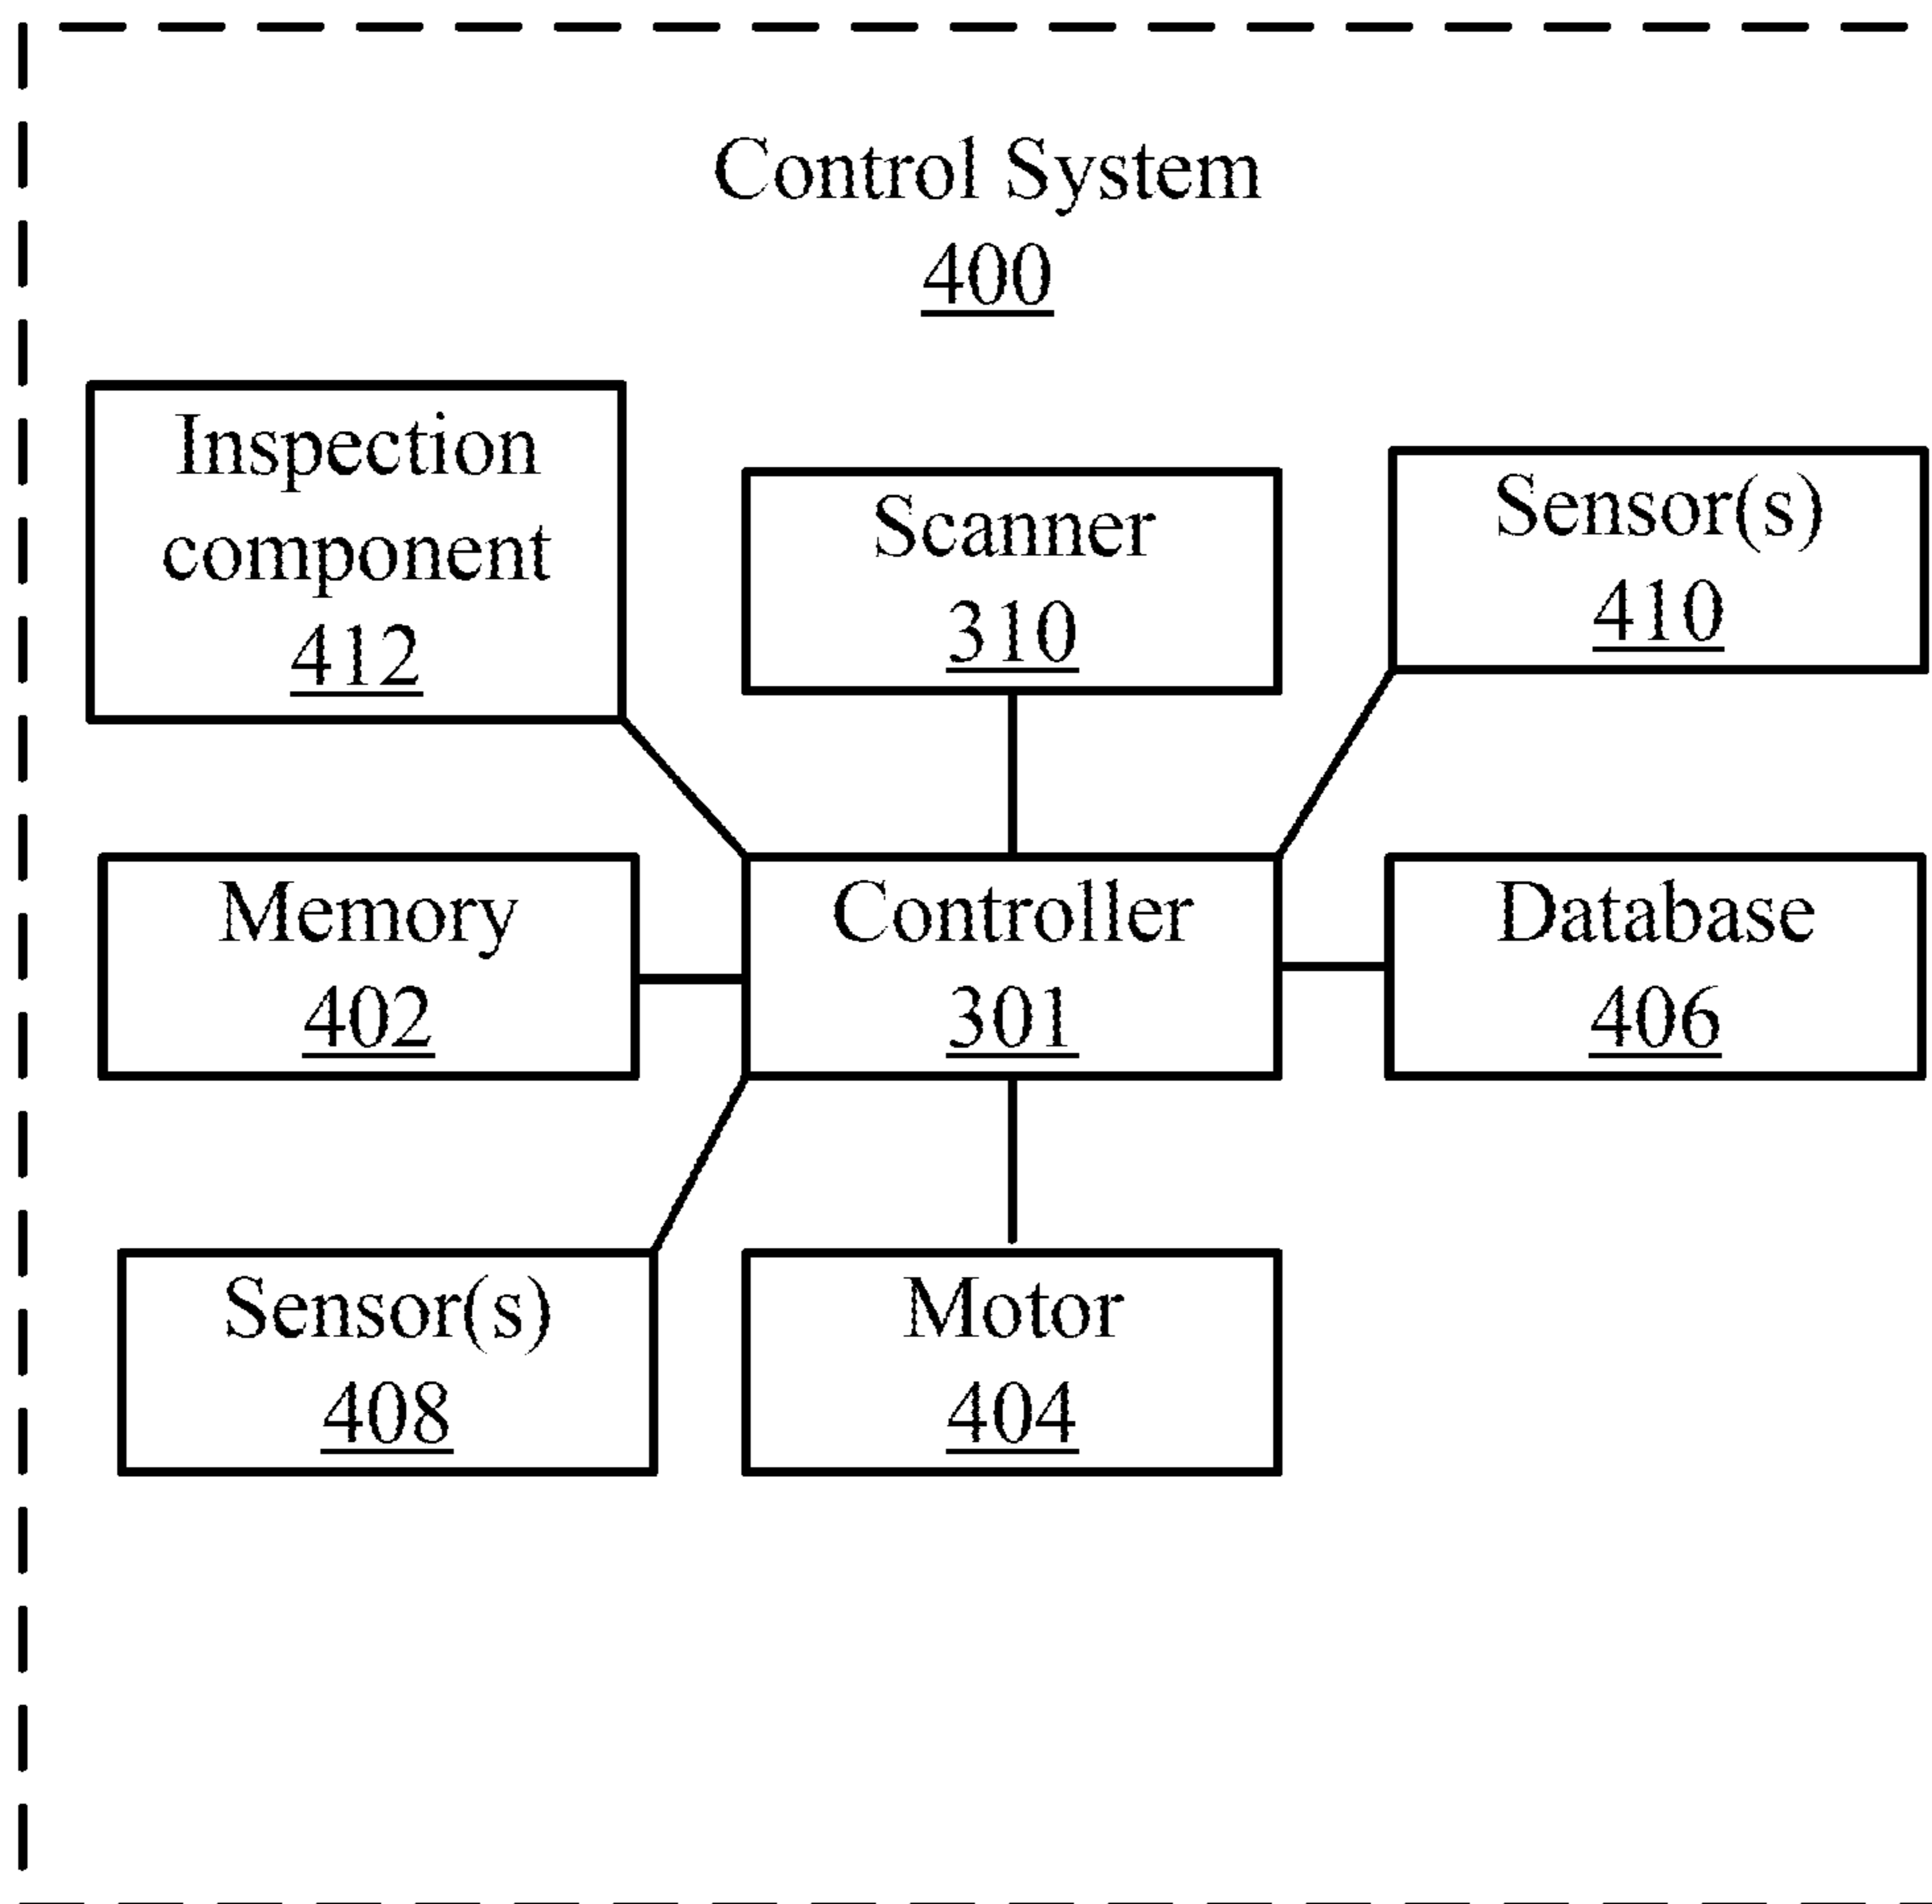 Control System
400
Inspection
component
412
Scanner
310
Sensor(s)
410
Memory
402
Controller
301
Database
406
Sensor(s)
408
Motor
404